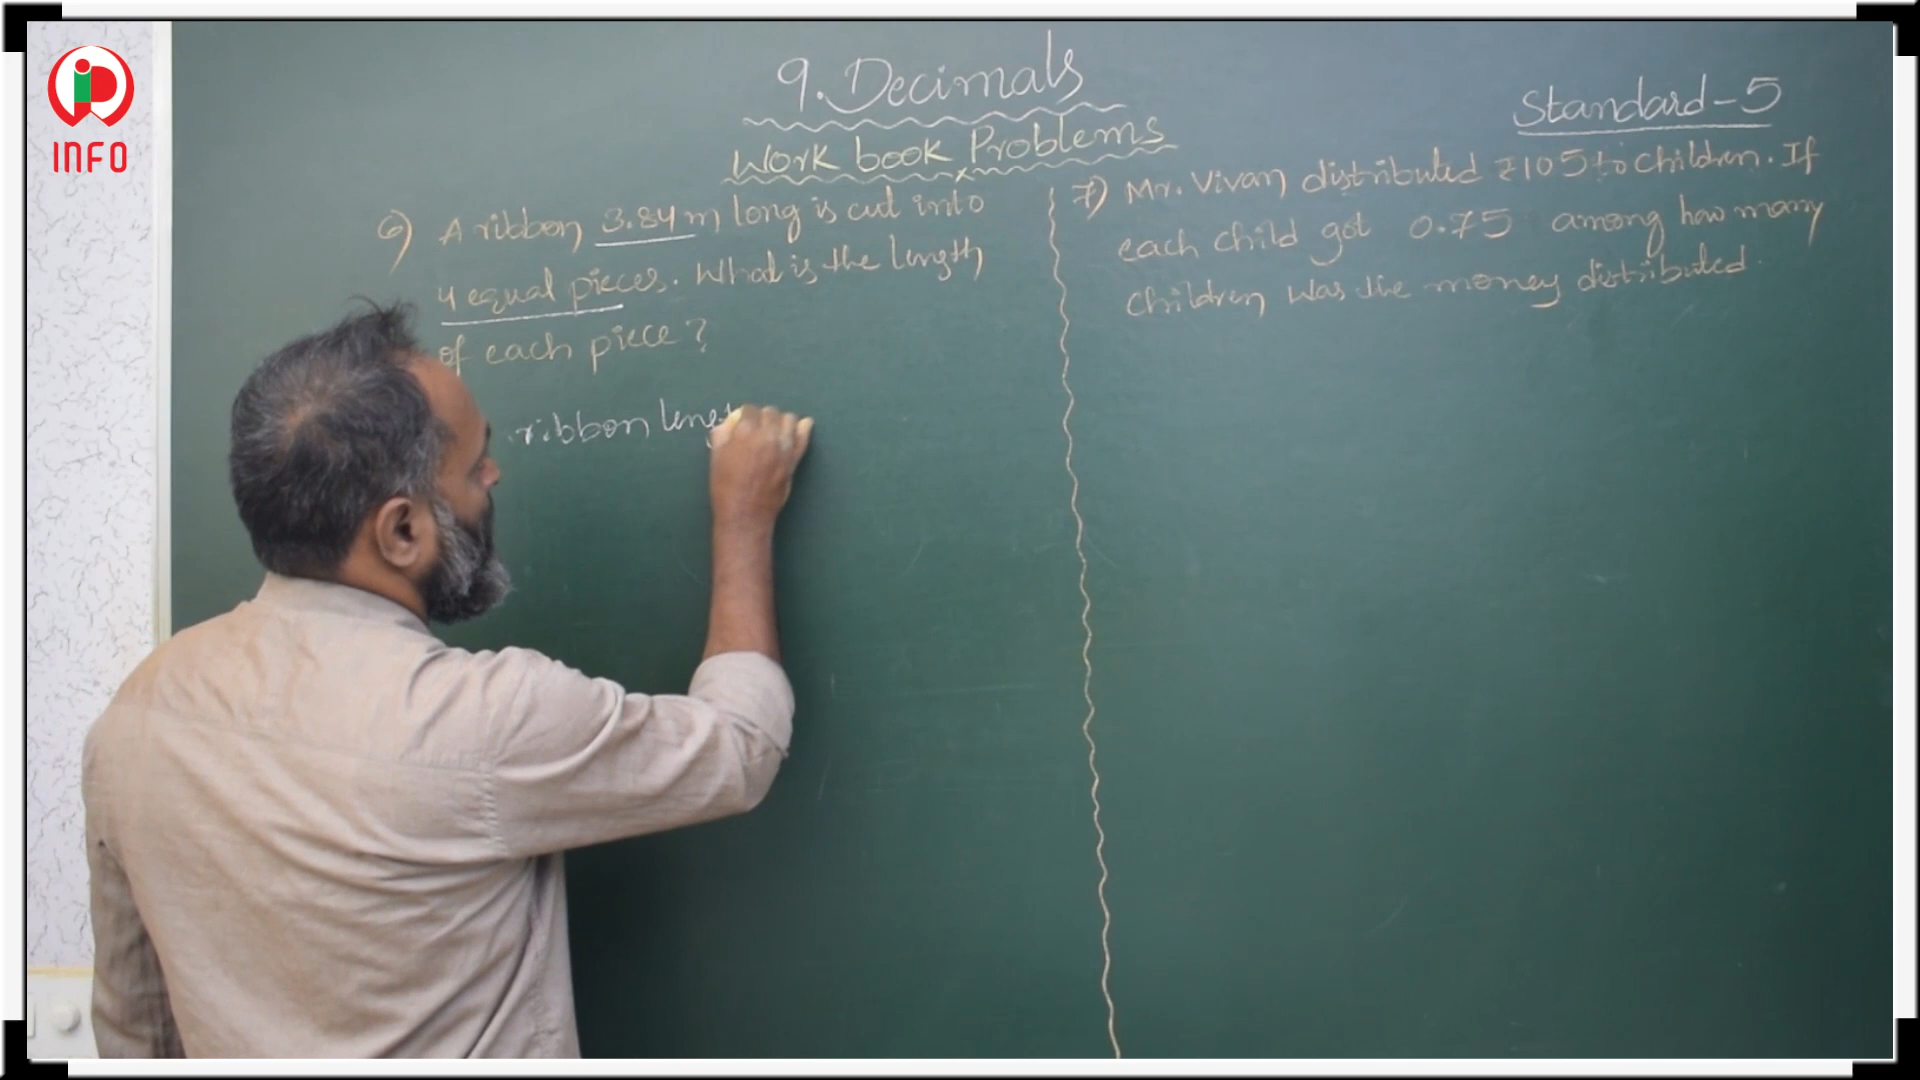 INFO
9. Decimals
Work book Problems
Standard-5
6) A ribbon 3.84 m long is cut into
4 equal pieces. What is the length
of each piece?
ribbon leng
7) Mr. Vivan distributed ₹105 to children. If
each child got 0.75 among how many
children was the money distributed.